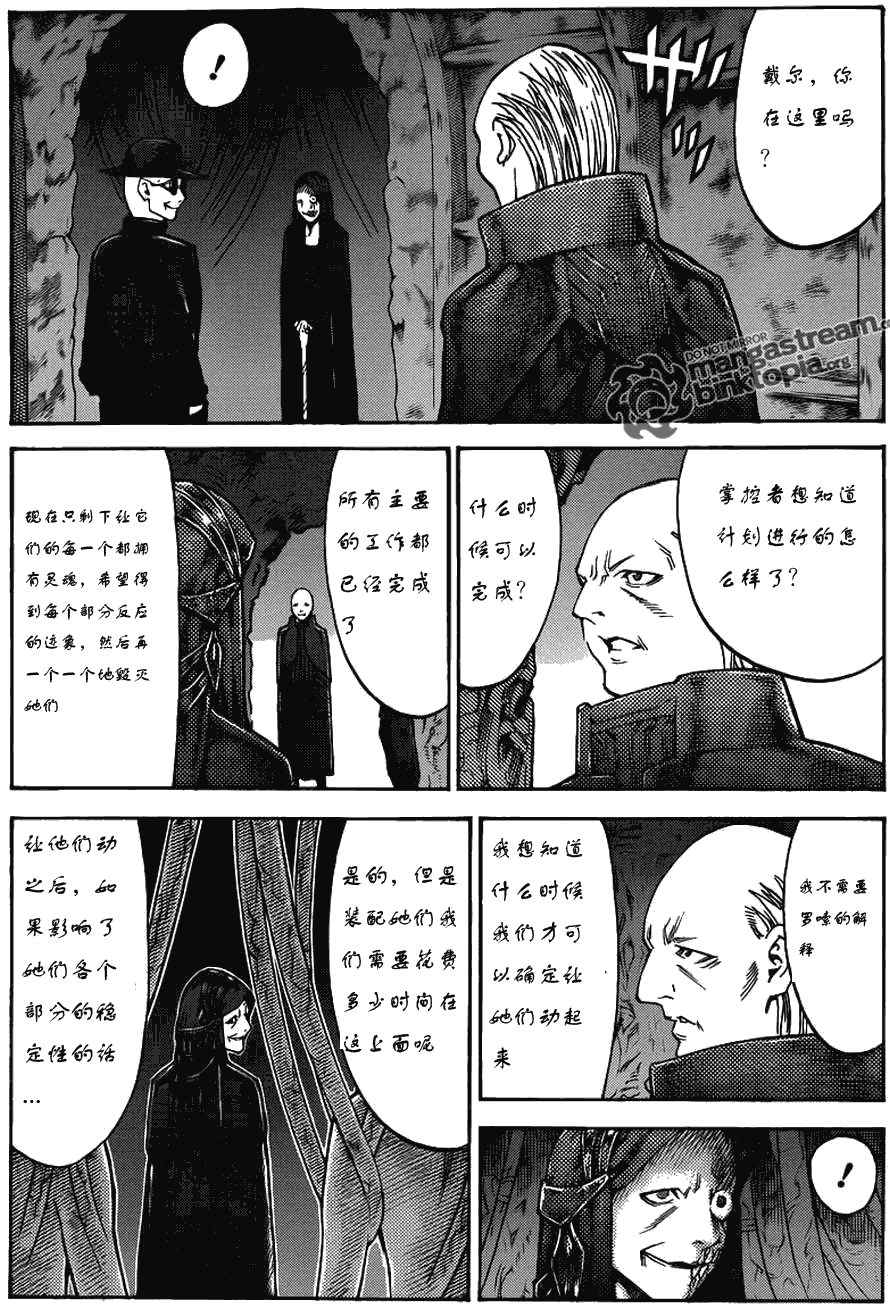 戴尔，你
在这里吗
？
！
DO NOT MIRROR
mangastream.co
binktopia.org
掌控者想知道
计划进行的怎
么样了？
什么时
候可以
完成？
所有主要
的工作都
已经完成
了
现在只剩下让它
们的每一个都拥
有灵魂，希望得
到每个部分反应
的迹象，然后再
一个一个地毁灭
她们
我不需要
罗嗦的解
释
我想知道
什么时候
我们才可
以确定让
她们动起
来
！
是的，但是
装配她们我
们需要花费
多少时间在
这上面呢
让他们动
之后，如
果影响了
她们各个
部分的稳
定性的话
…